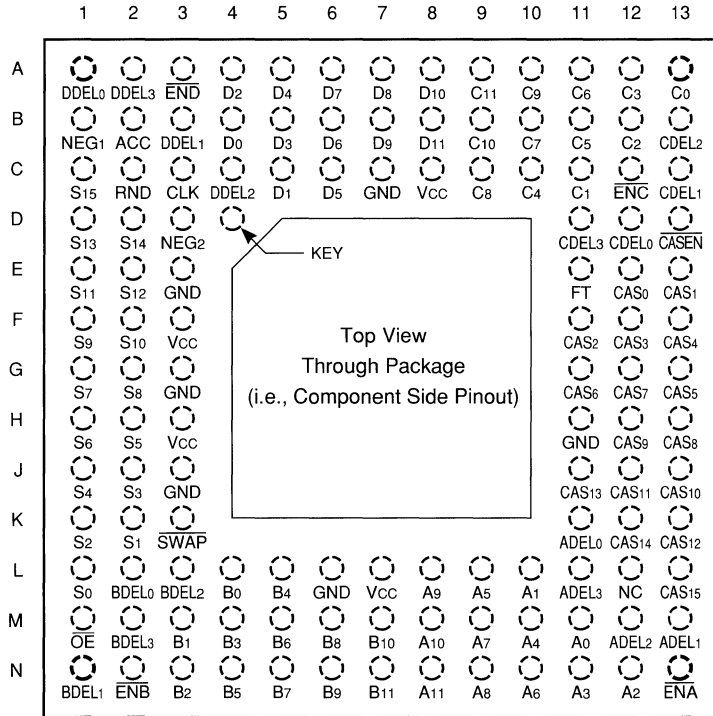 1 2 3 4 5 6 7 8 9 10 11 12 13
A
DDEL0 DDEL3 END D2 D4 D7 D8 D10 C11 C9 C6 C3 C0
B
NEG1 ACC DDEL1 D0 D3 D6 D9 D11 C10 C7 C5 C2 CDEL2
C
S15 RND CLK DDEL2 D1 D5 GND VCC C8 C4 C1 ENC CDEL1
D
S13 S14 NEG2 CDEL3 CDEL0 CASEN
KEY
E
S11 S12 GND FT CAS0 CAS1
F
S9 S10 VCC CAS2 CAS3 CAS4
Top View
Through Package
(i.e., Component Side Pinout)
G
S7 S8 GND CAS6 CAS7 CAS5
H
S6 S5 VCC GND CAS9 CAS8
J
S4 S3 GND CAS13 CAS11 CAS10
K
S2 S1 SWAP ADEL0 CAS14 CAS12
L
S0 BDEL0 BDEL2 B0 B4 GND VCC A9 A5 A1 ADEL3 NC CAS15
M
OE BDEL3 B1 B3 B6 B8 B10 A10 A7 A4 A0 ADEL2 ADEL1
N
BDEL1 ENB B2 B5 B7 B9 B11 A11 A8 A6 A3 A2 ENA